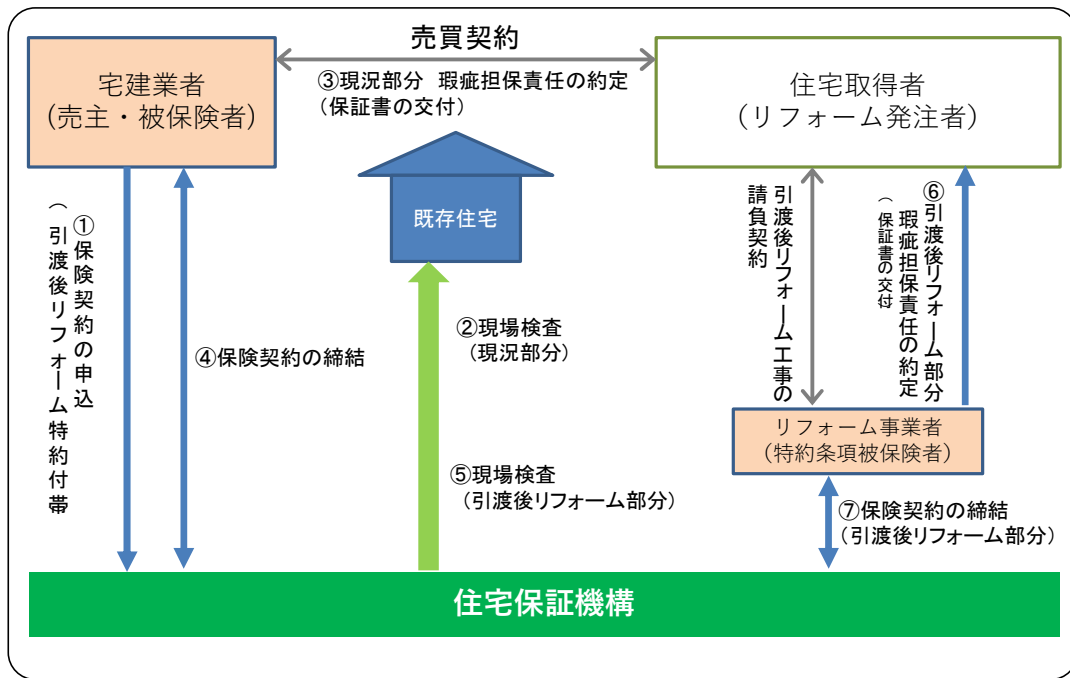 売買契約
宅建業者
（売主・被保険者）
③現況部分 瑕疵担保責任の約定
（保証書の交付）
住宅取得者
（リフォーム発注者）
既存住宅
①保険契約の申込
（引渡後リフォーム特約付帯
④保険契約の締結
②現場検査
（現況部分）
⑤現場検査
（引渡後リフォーム部分）
引渡後リフォーム工事の
請負契約
⑥引渡後リフォーム部分
瑕疵担保責任の約定
（保証書の交付
リフォーム事業者
（特約条項被保険者）
⑦保険契約の締結
（引渡後リフォーム部分）
住宅保証機構